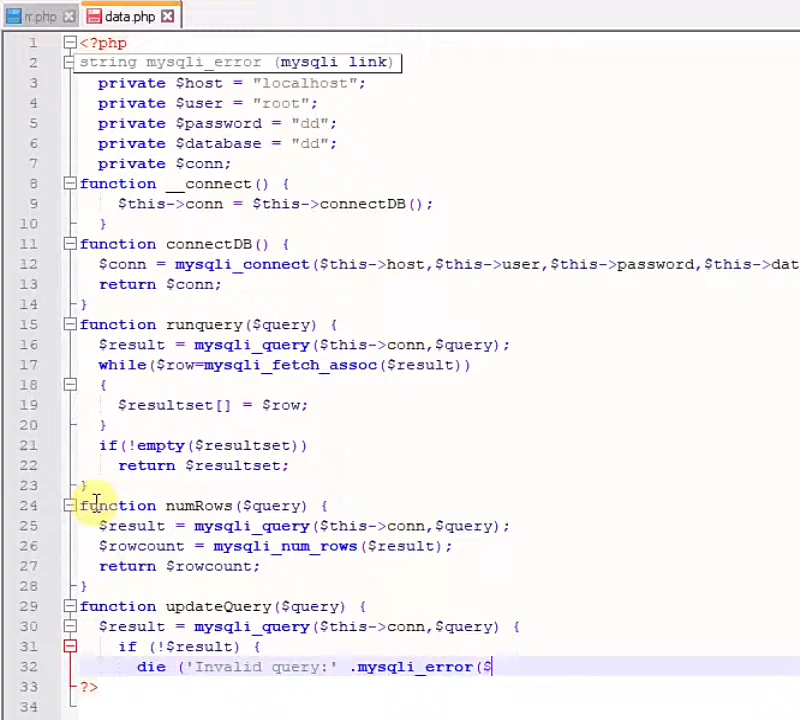 rr.php data.php
1 <?php
2 string mysqli_error (mysqli link)
3 private $host = "localhost";
4 private $user = "root";
5 private $password = "dd";
6 private $database = "dd";
7 private $conn;
8 function __connect() {
9 $this->conn = $this->connectDB();
10 }
11 function connectDB() {
12 $conn = mysqli_connect($this->host,$this->user,$this->password,$this->dat
13 return $conn;
14 }
15 function runquery($query) {
16 $result = mysqli_query($this->conn,$query);
17 while($row=mysqli_fetch_assoc($result))
18 {
19 $resultset[] = $row;
20 }
21 if(!empty($resultset))
22 return $resultset;
23 }
24 function numRows($query) {
25 $result = mysqli_query($this->conn,$query);
26 $rowcount = mysqli_num_rows($result);
27 return $rowcount;
28 }
29 function updateQuery($query) {
30 $result = mysqli_query($this->conn,$query) {
31 if (!$result) {
32 die ('Invalid query:' .mysqli_error($
33 ?>
34